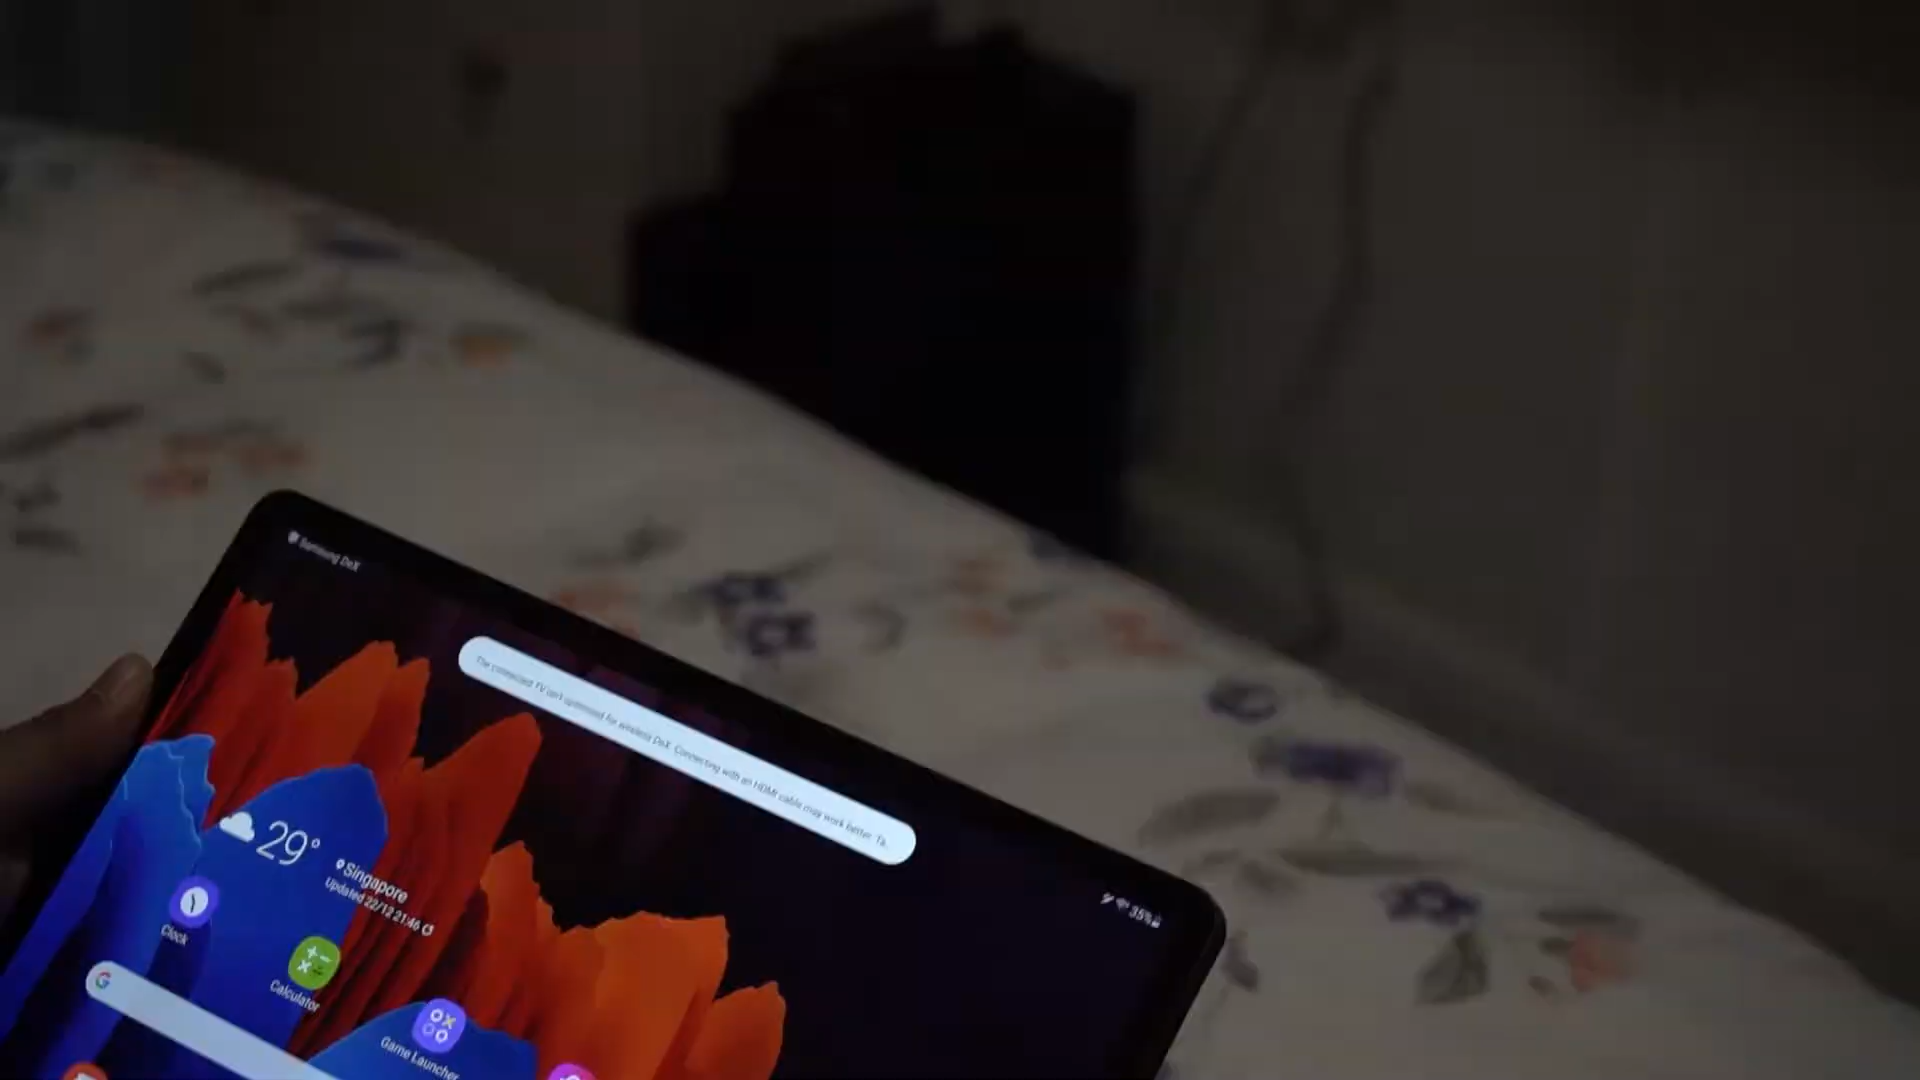 Samsung DeX
The connected TV isn't optimised for wireless DeX. Connecting with an HDMI cable may work better. Ta..
35%
29°
Singapore
Updated 22/12 21:46
Clock
Calculator
G
Game Launcher